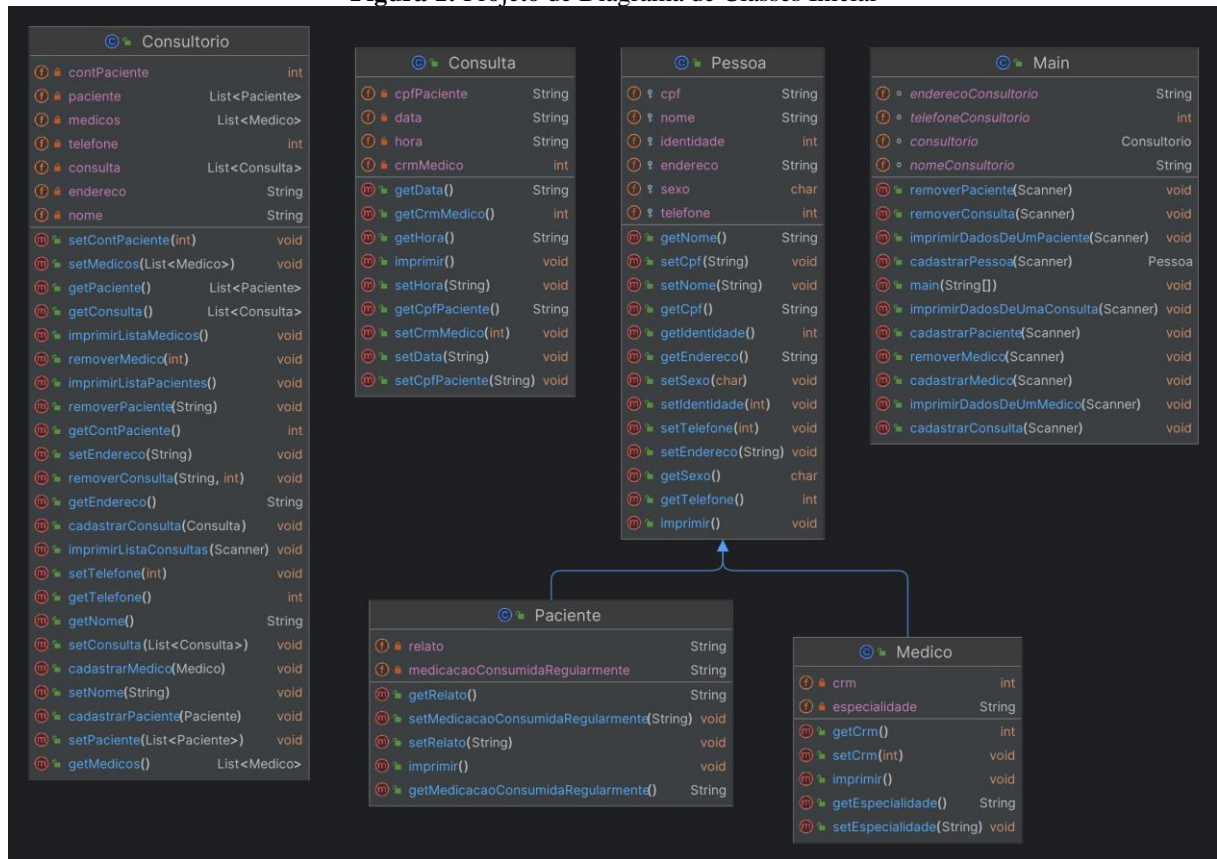 Figura 1: Projeto de Diagrama de Classes Inicial
Consultorio
contPaciente int
paciente List<Paciente>
medicos List<Medico>
telefone int
consulta List<Consulta>
endereco String
nome String
setContPaciente(int) void
setMedicos(List<Medico>) void
getPaciente() List<Paciente>
getConsulta() List<Consulta>
imprimirListaMedicos() void
removerMedico(int) void
imprimirListaPacientes() void
removerPaciente(String) void
getContPaciente() int
setEndereco(String) void
removerConsulta(String, int) void
getEndereco() String
cadastrarConsulta(Consulta) void
imprimirListaConsultas(Scanner) void
setTelefone(int) void
getTelefone() int
getNome() String
setConsulta(List<Consulta>) void
cadastrarMedico(Medico) void
setNome(String) void
cadastrarPaciente(Paciente) void
setPaciente(List<Paciente>) void
getMedicos() List<Medico>
Consulta
cpfPaciente String
data String
hora String
crmMedico int
getData() String
getCrmMedico() int
getHora() String
imprimir() void
setHora(String) void
getCpfPaciente() String
setCrmMedico(int) void
setData(String) void
setCpfPaciente(String) void
Pessoa
cpf String
nome String
identidade int
endereco String
sexo char
telefone int
getNome() String
setCpf(String) void
setNome(String) void
getCpf() String
getIdentidade() int
getEndereco() String
setSexo(char) void
setIdentidade(int) void
setTelefone(int) void
setEndereco(String) void
getSexo() char
getTelefone() int
imprimir() void
Main
enderecoConsultorio String
telefoneConsultorio int
consultorio Consultorio
nomeConsultorio String
removerPaciente(Scanner) void
removerConsulta(Scanner) void
imprimirDadosDeUmPaciente(Scanner) void
cadastrarPessoa(Scanner) Pessoa
main(String[]) void
imprimirDadosDeUmaConsulta(Scanner) void
cadastrarPaciente(Scanner) void
removerMedico(Scanner) void
cadastrarMedico(Scanner) void
imprimirDadosDeUmMedico(Scanner) void
cadastrarConsulta(Scanner) void
Paciente
relato String
medicacaoConsumidaRegularmente String
getRelato() String
setMedicacaoConsumidaRegularmente(String) void
setRelato(String) void
imprimir() void
getMedicacaoConsumidaRegularmente() String
Medico
crm int
especialidade String
getCrm() int
setCrm(int) void
imprimir() void
getEspecialidade() String
setEspecialidade(String) void